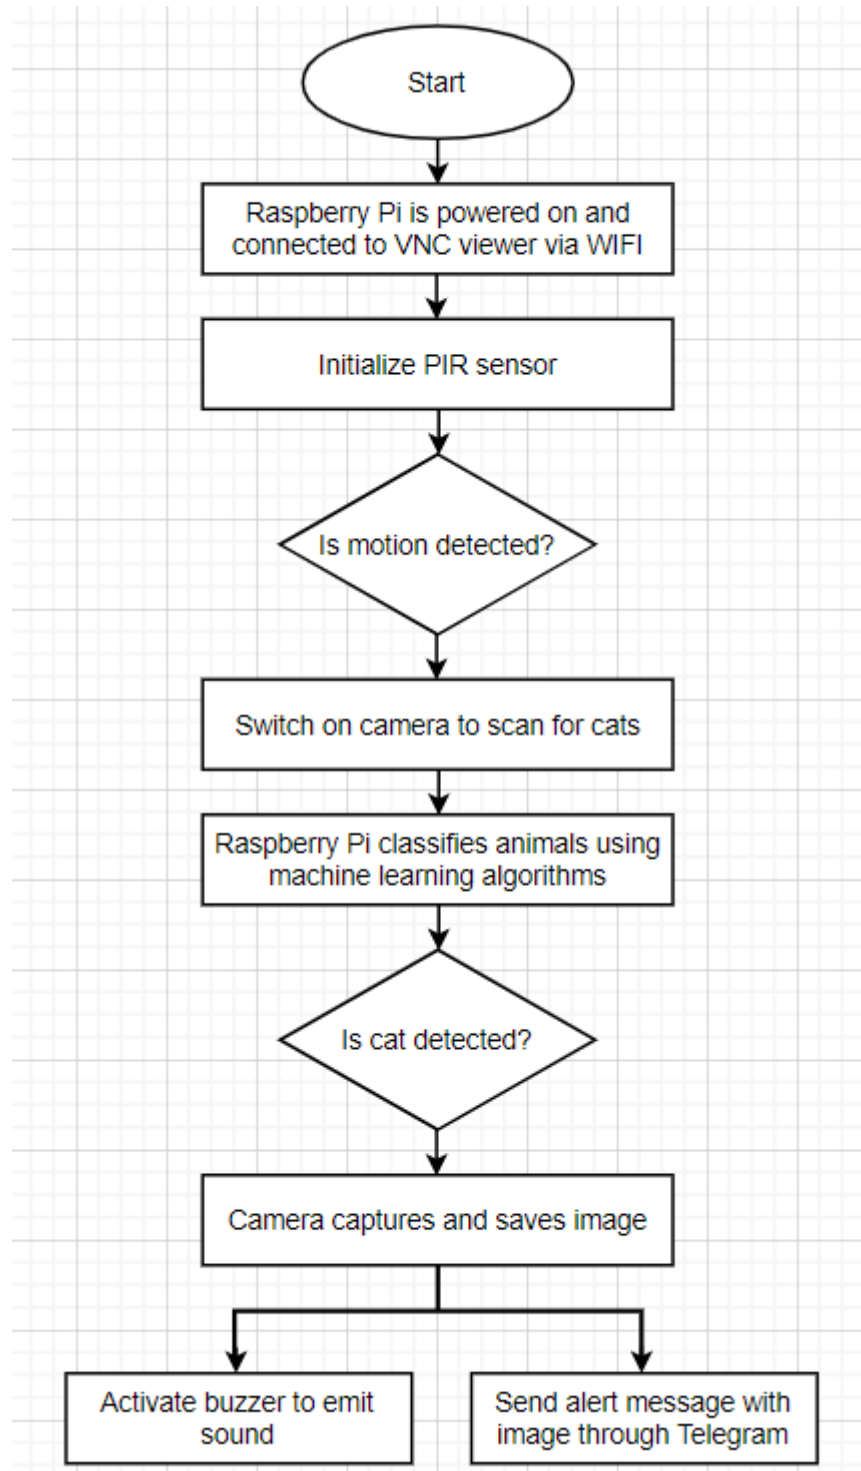 Start
Raspberry Pi is powered on and
connected to VNC viewer via WIFI
Initialize PIR sensor
Is motion detected?
Switch on camera to scan for cats
Raspberry Pi classifies animals using
machine learning algorithms
Is cat detected?
Camera captures and saves image
Activate buzzer to emit
sound
Send alert message with
image through Telegram